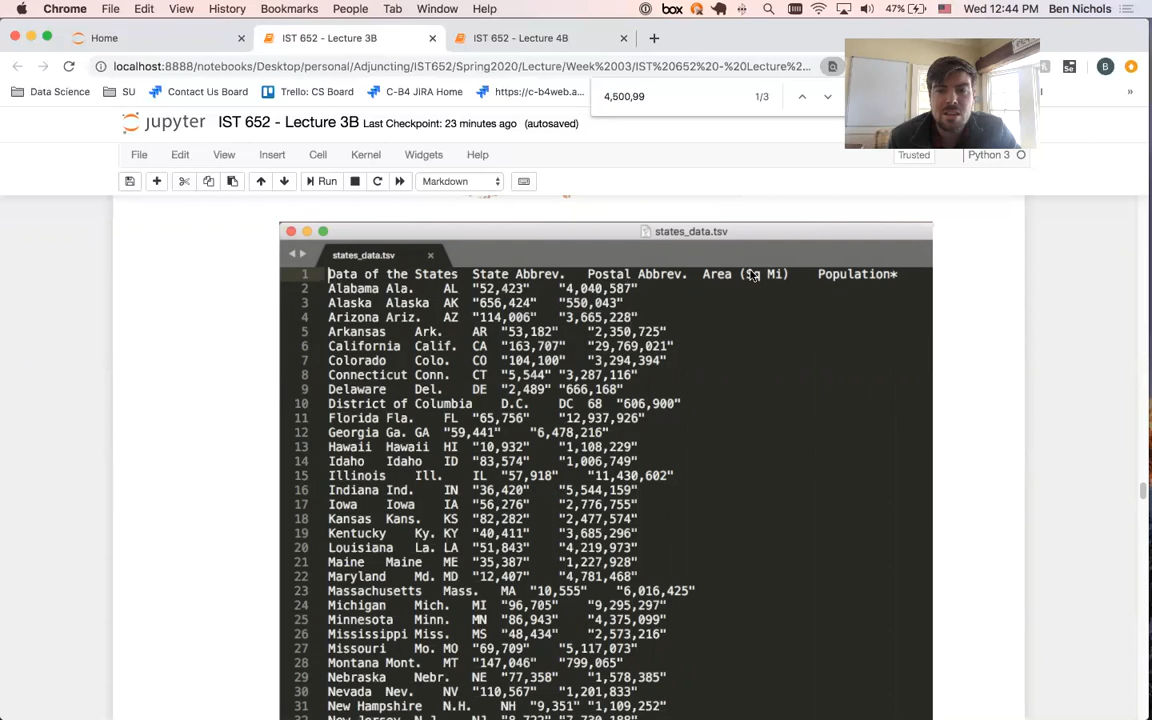 Chrome File Edit View History Bookmarks People Tab Window Help box 47% Wed 12:44 PM Ben Nichols
Home IST 652 - Lecture 3B IST 652 - Lecture 4B
localhost:8888/notebooks/Desktop/personal/Adjuncting/IST652/Spring2020/Lecture/Week%2003/IST%20652%20-%20Lecture%2... Se B
Data Science SU Contact Us Board Trello: CS Board C-B4 JIRA Home https://c-b4web.a... 4,500,99 1/3 »
jupyter IST 652 - Lecture 3B Last Checkpoint: 23 minutes ago (autosaved)
File Edit View Insert Cell Kernel Widgets Help Trusted Python 3
Run Markdown
states_data.tsv
states_data.tsv
1 Data of the States State Abbrev. Postal Abbrev. Area (Sq Mi) Population*
2 Alabama Ala. AL "52,423" "4,040,587"
3 Alaska Alaska AK "656,424" "550,043"
4 Arizona Ariz. AZ "114,006" "3,665,228"
5 Arkansas Ark. AR "53,182" "2,350,725"
6 California Calif. CA "163,707" "29,769,021"
7 Colorado Colo. CO "104,100" "3,294,394"
8 Connecticut Conn. CT "5,544" "3,287,116"
9 Delaware Del. DE "2,489" "666,168"
10 District of Columbia D.C. DC 68 "606,900"
11 Florida Fla. FL "65,756" "12,937,926"
12 Georgia Ga. GA "59,441" "6,478,216"
13 Hawaii Hawaii HI "10,932" "1,108,229"
14 Idaho Idaho ID "83,574" "1,006,749"
15 Illinois Ill. IL "57,918" "11,430,602"
16 Indiana Ind. IN "36,420" "5,544,159"
17 Iowa Iowa IA "56,276" "2,776,755"
18 Kansas Kans. KS "82,282" "2,477,574"
19 Kentucky Ky. KY "40,411" "3,685,296"
20 Louisiana La. LA "51,843" "4,219,973"
21 Maine Maine ME "35,387" "1,227,928"
22 Maryland Md. MD "12,407" "4,781,468"
23 Massachusetts Mass. MA "10,555" "6,016,425"
24 Michigan Mich. MI "96,705" "9,295,297"
25 Minnesota Minn. MN "86,943" "4,375,099"
26 Mississippi Miss. MS "48,434" "2,573,216"
27 Missouri Mo. MO "69,709" "5,117,073"
28 Montana Mont. MT "147,046" "799,065"
29 Nebraska Nebr. NE "77,358" "1,578,385"
30 Nevada Nev. NV "110,567" "1,201,833"
31 New Hampshire N.H. NH "9,351" "1,109,252"
32 New Jersey N.J. NJ "8,722" "7,730,188"